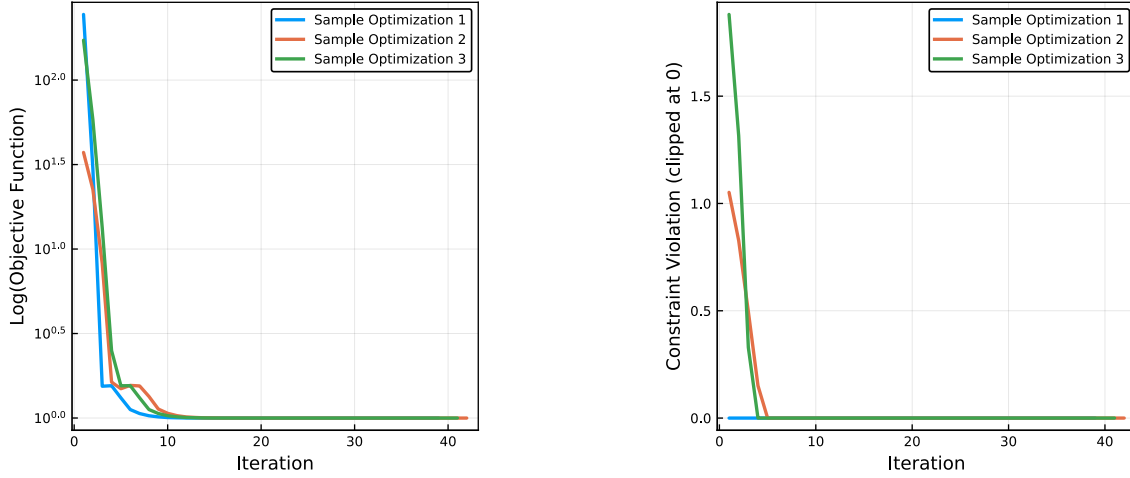 Log(Objective Function)
10^2.0
10^1.5
10^1.0
10^0.5
10^0.0
0
10
20
30
40
Iteration
Sample Optimization 1
Sample Optimization 2
Sample Optimization 3
Constraint Violation (clipped at 0)
1.5
1.0
0.5
0.0
0
10
20
30
40
Iteration
Sample Optimization 1
Sample Optimization 2
Sample Optimization 3